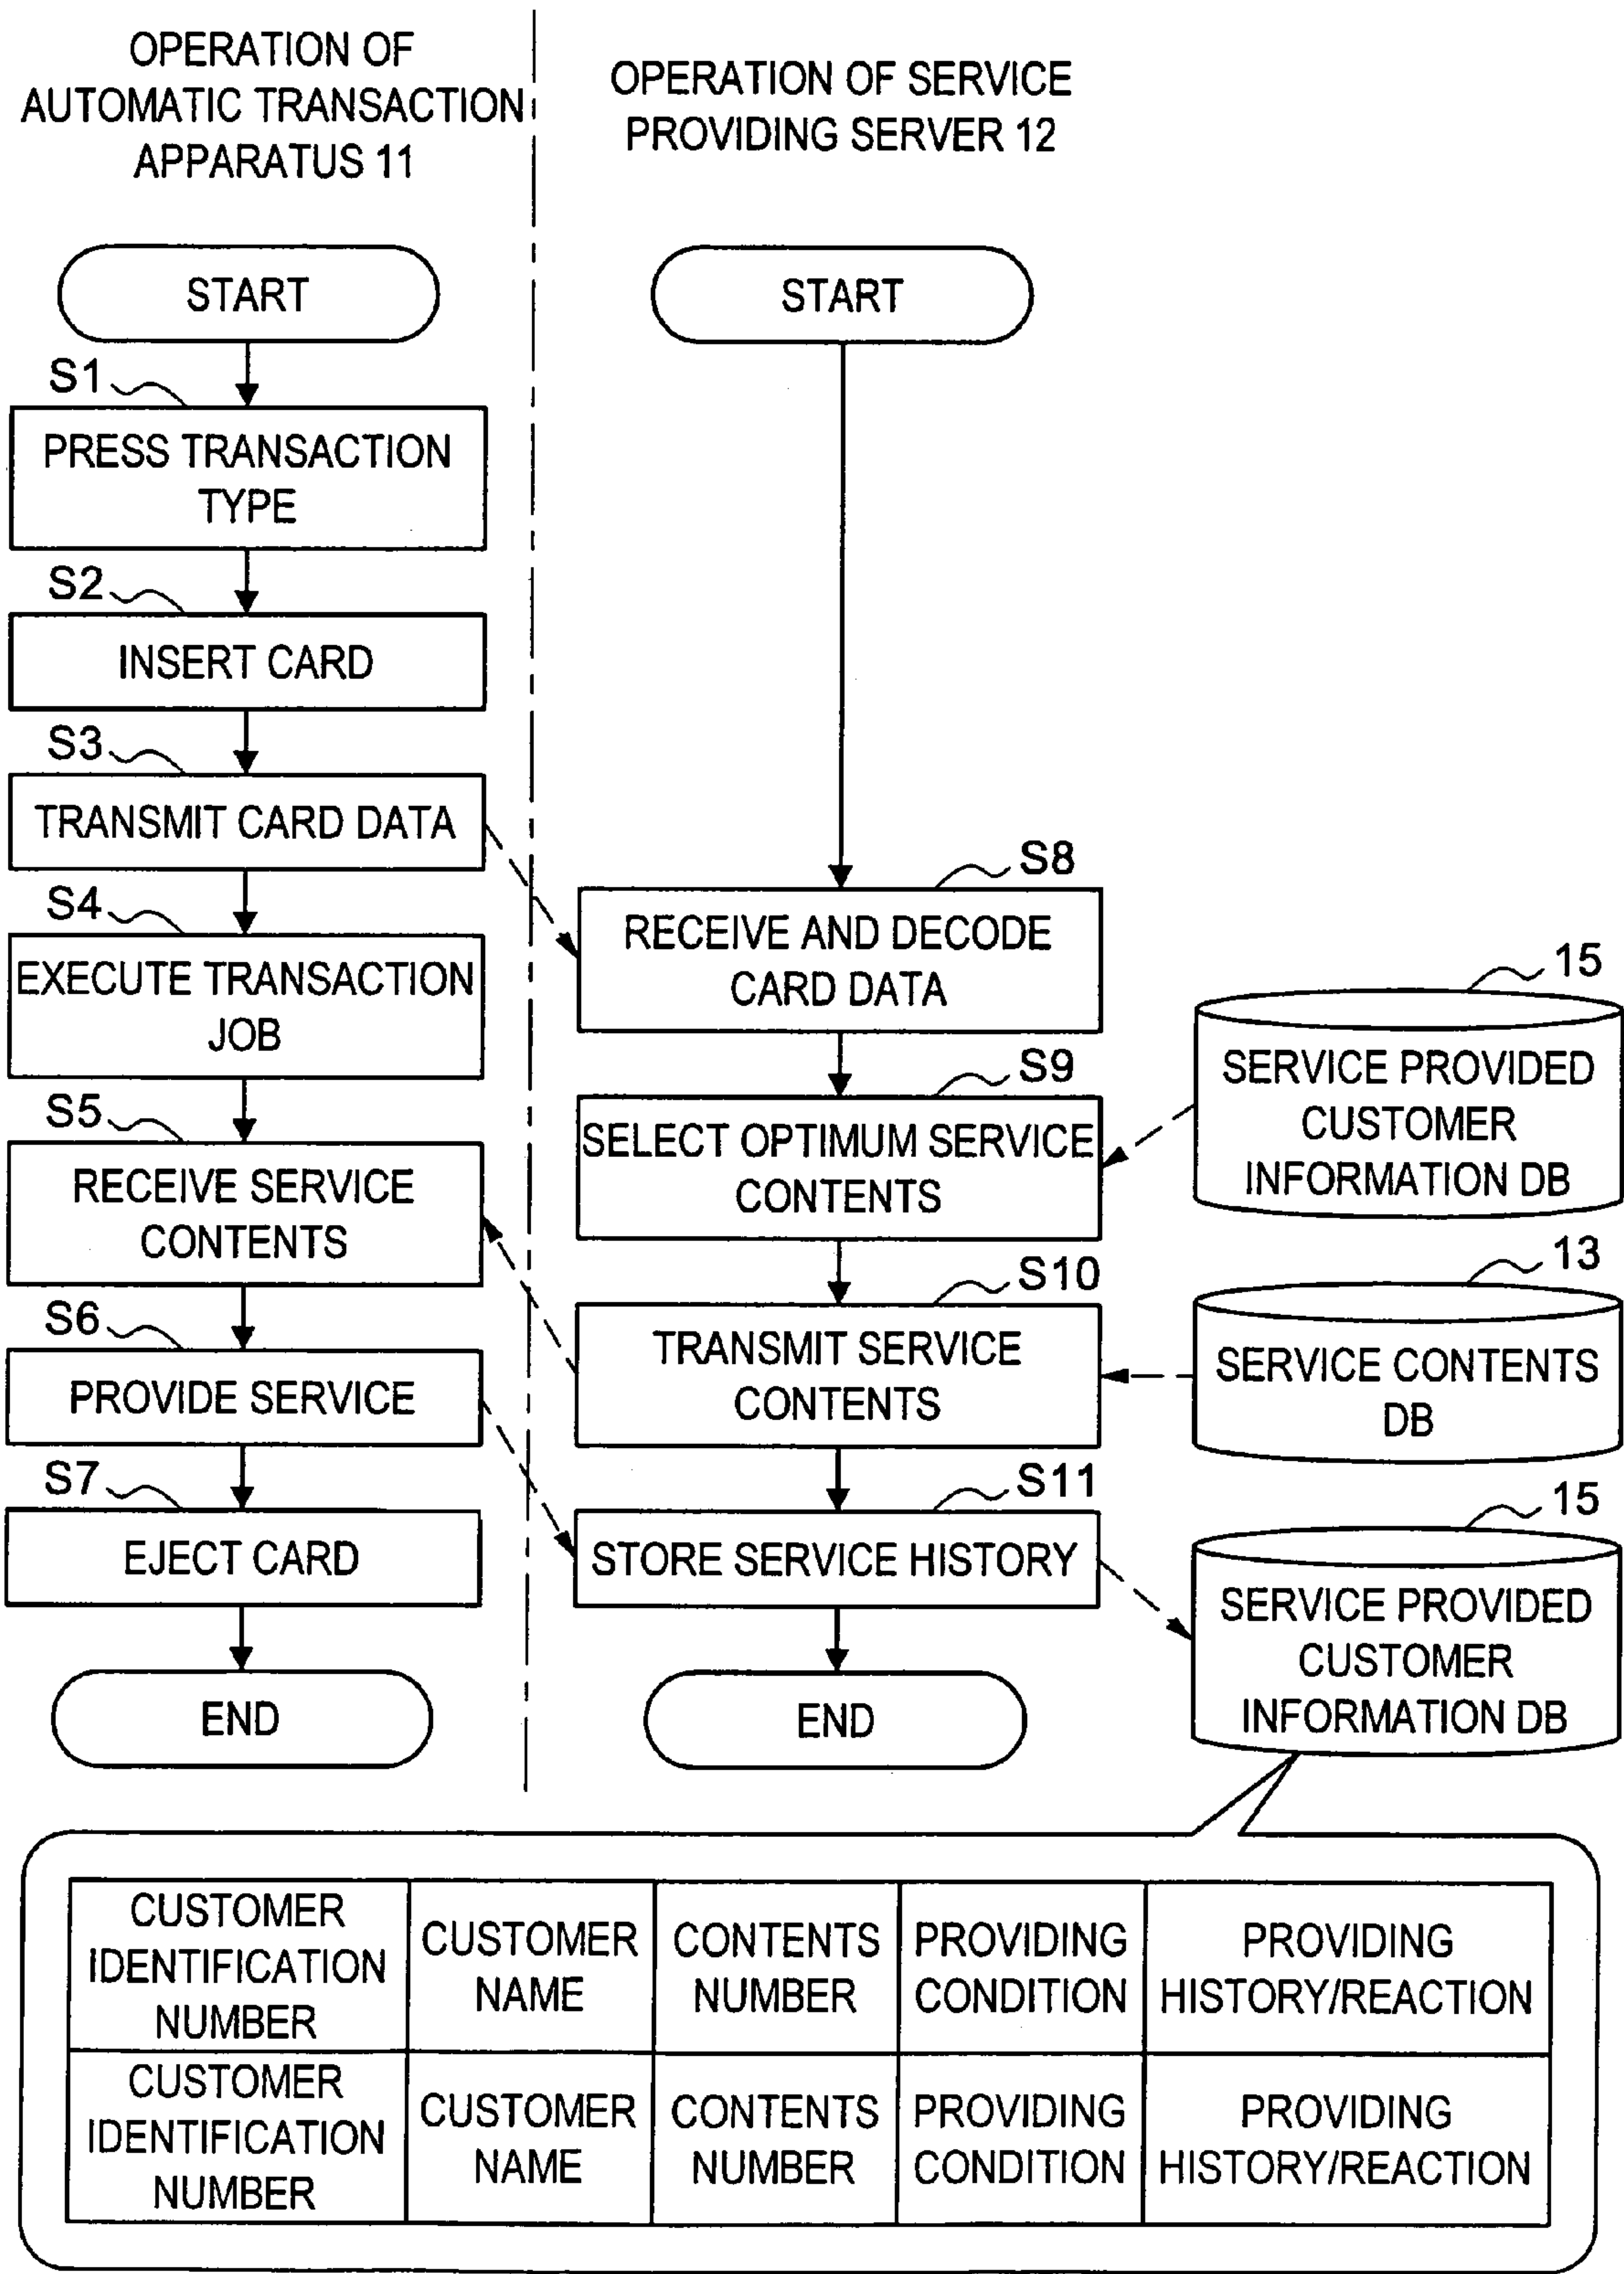 OPERATION OF
AUTOMATIC TRANSACTION
APPARATUS 11
OPERATION OF SERVICE
PROVIDING SERVER 12
START
S1
PRESS TRANSACTION
TYPE
S2
INSERT CARD
S3
TRANSMIT CARD DATA
S4
EXECUTE TRANSACTION
JOB
S5
RECEIVE SERVICE
CONTENTS
S6
PROVIDE SERVICE
S7
EJECT CARD
END
START
S8
RECEIVE AND DECODE
CARD DATA
S9
SELECT OPTIMUM SERVICE
CONTENTS
S10
TRANSMIT SERVICE
CONTENTS
S11
STORE SERVICE HISTORY
END
15
SERVICE PROVIDED
CUSTOMER
INFORMATION DB
13
SERVICE CONTENTS
DB
15
SERVICE PROVIDED
CUSTOMER
INFORMATION DB
CUSTOMER
IDENTIFICATION
NUMBER
CUSTOMER
NAME
CONTENTS
NUMBER
PROVIDING
CONDITION
PROVIDING
HISTORY/REACTION
CUSTOMER
IDENTIFICATION
NUMBER
CUSTOMER
NAME
CONTENTS
NUMBER
PROVIDING
CONDITION
PROVIDING
HISTORY/REACTION